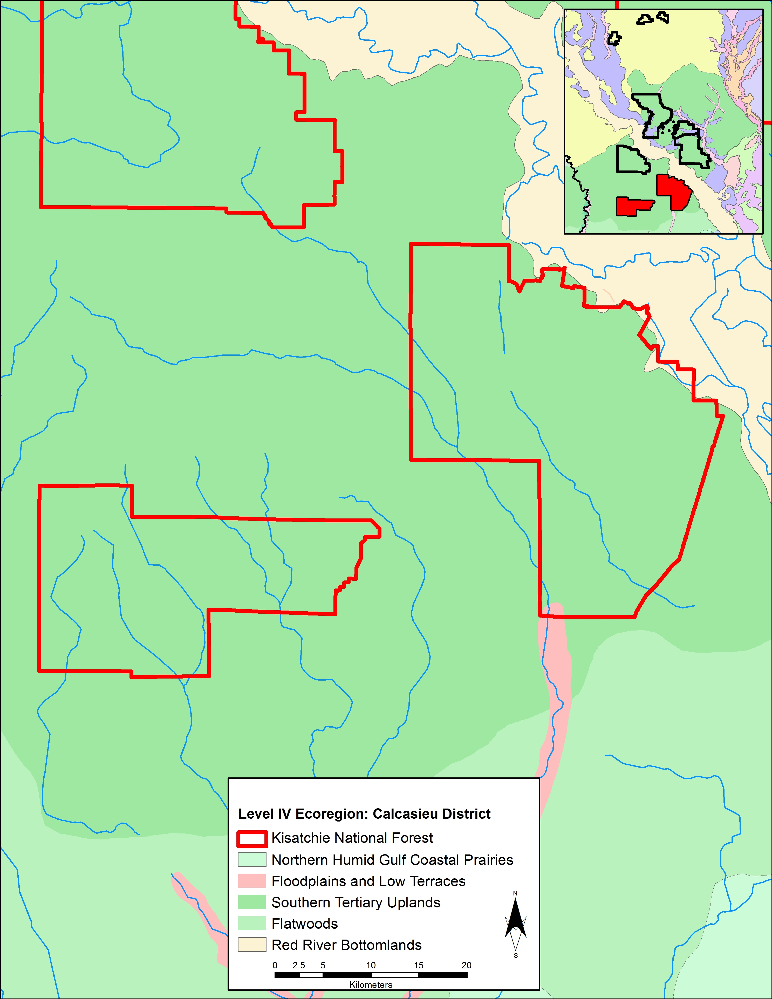 Level IV Ecoregion: Calcasieu District
Kisatchie National Forest
Northern Humid Gulf Coastal Prairies
Floodplains and Low Terraces
Southern Tertiary Uplands
Flatwoods
Red River Bottomlands
N
S
0 2.5 5 10 15 20
Kilometers